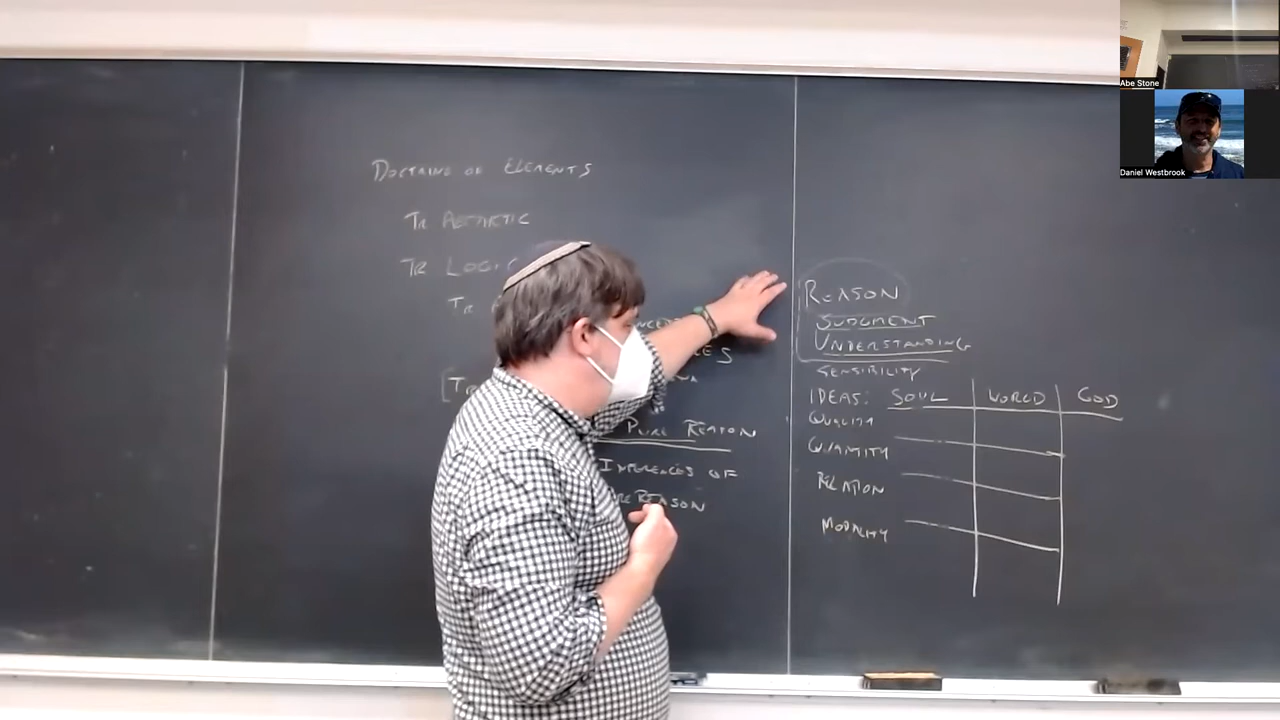 DOCTRINE OF ELEMENTS
TR AESTHETIC
TR LOGIC
TR
[TR
PURE REASON
INFERENCES OF
REASON
REASON
JUDGMENT
UNDERSTANDING
SENSIBILITY
IDEAS: SOUL WORLD GOD
QUALITY
QUANTITY
RELATION
MODALITY
Abe Stone
Daniel Westbrook